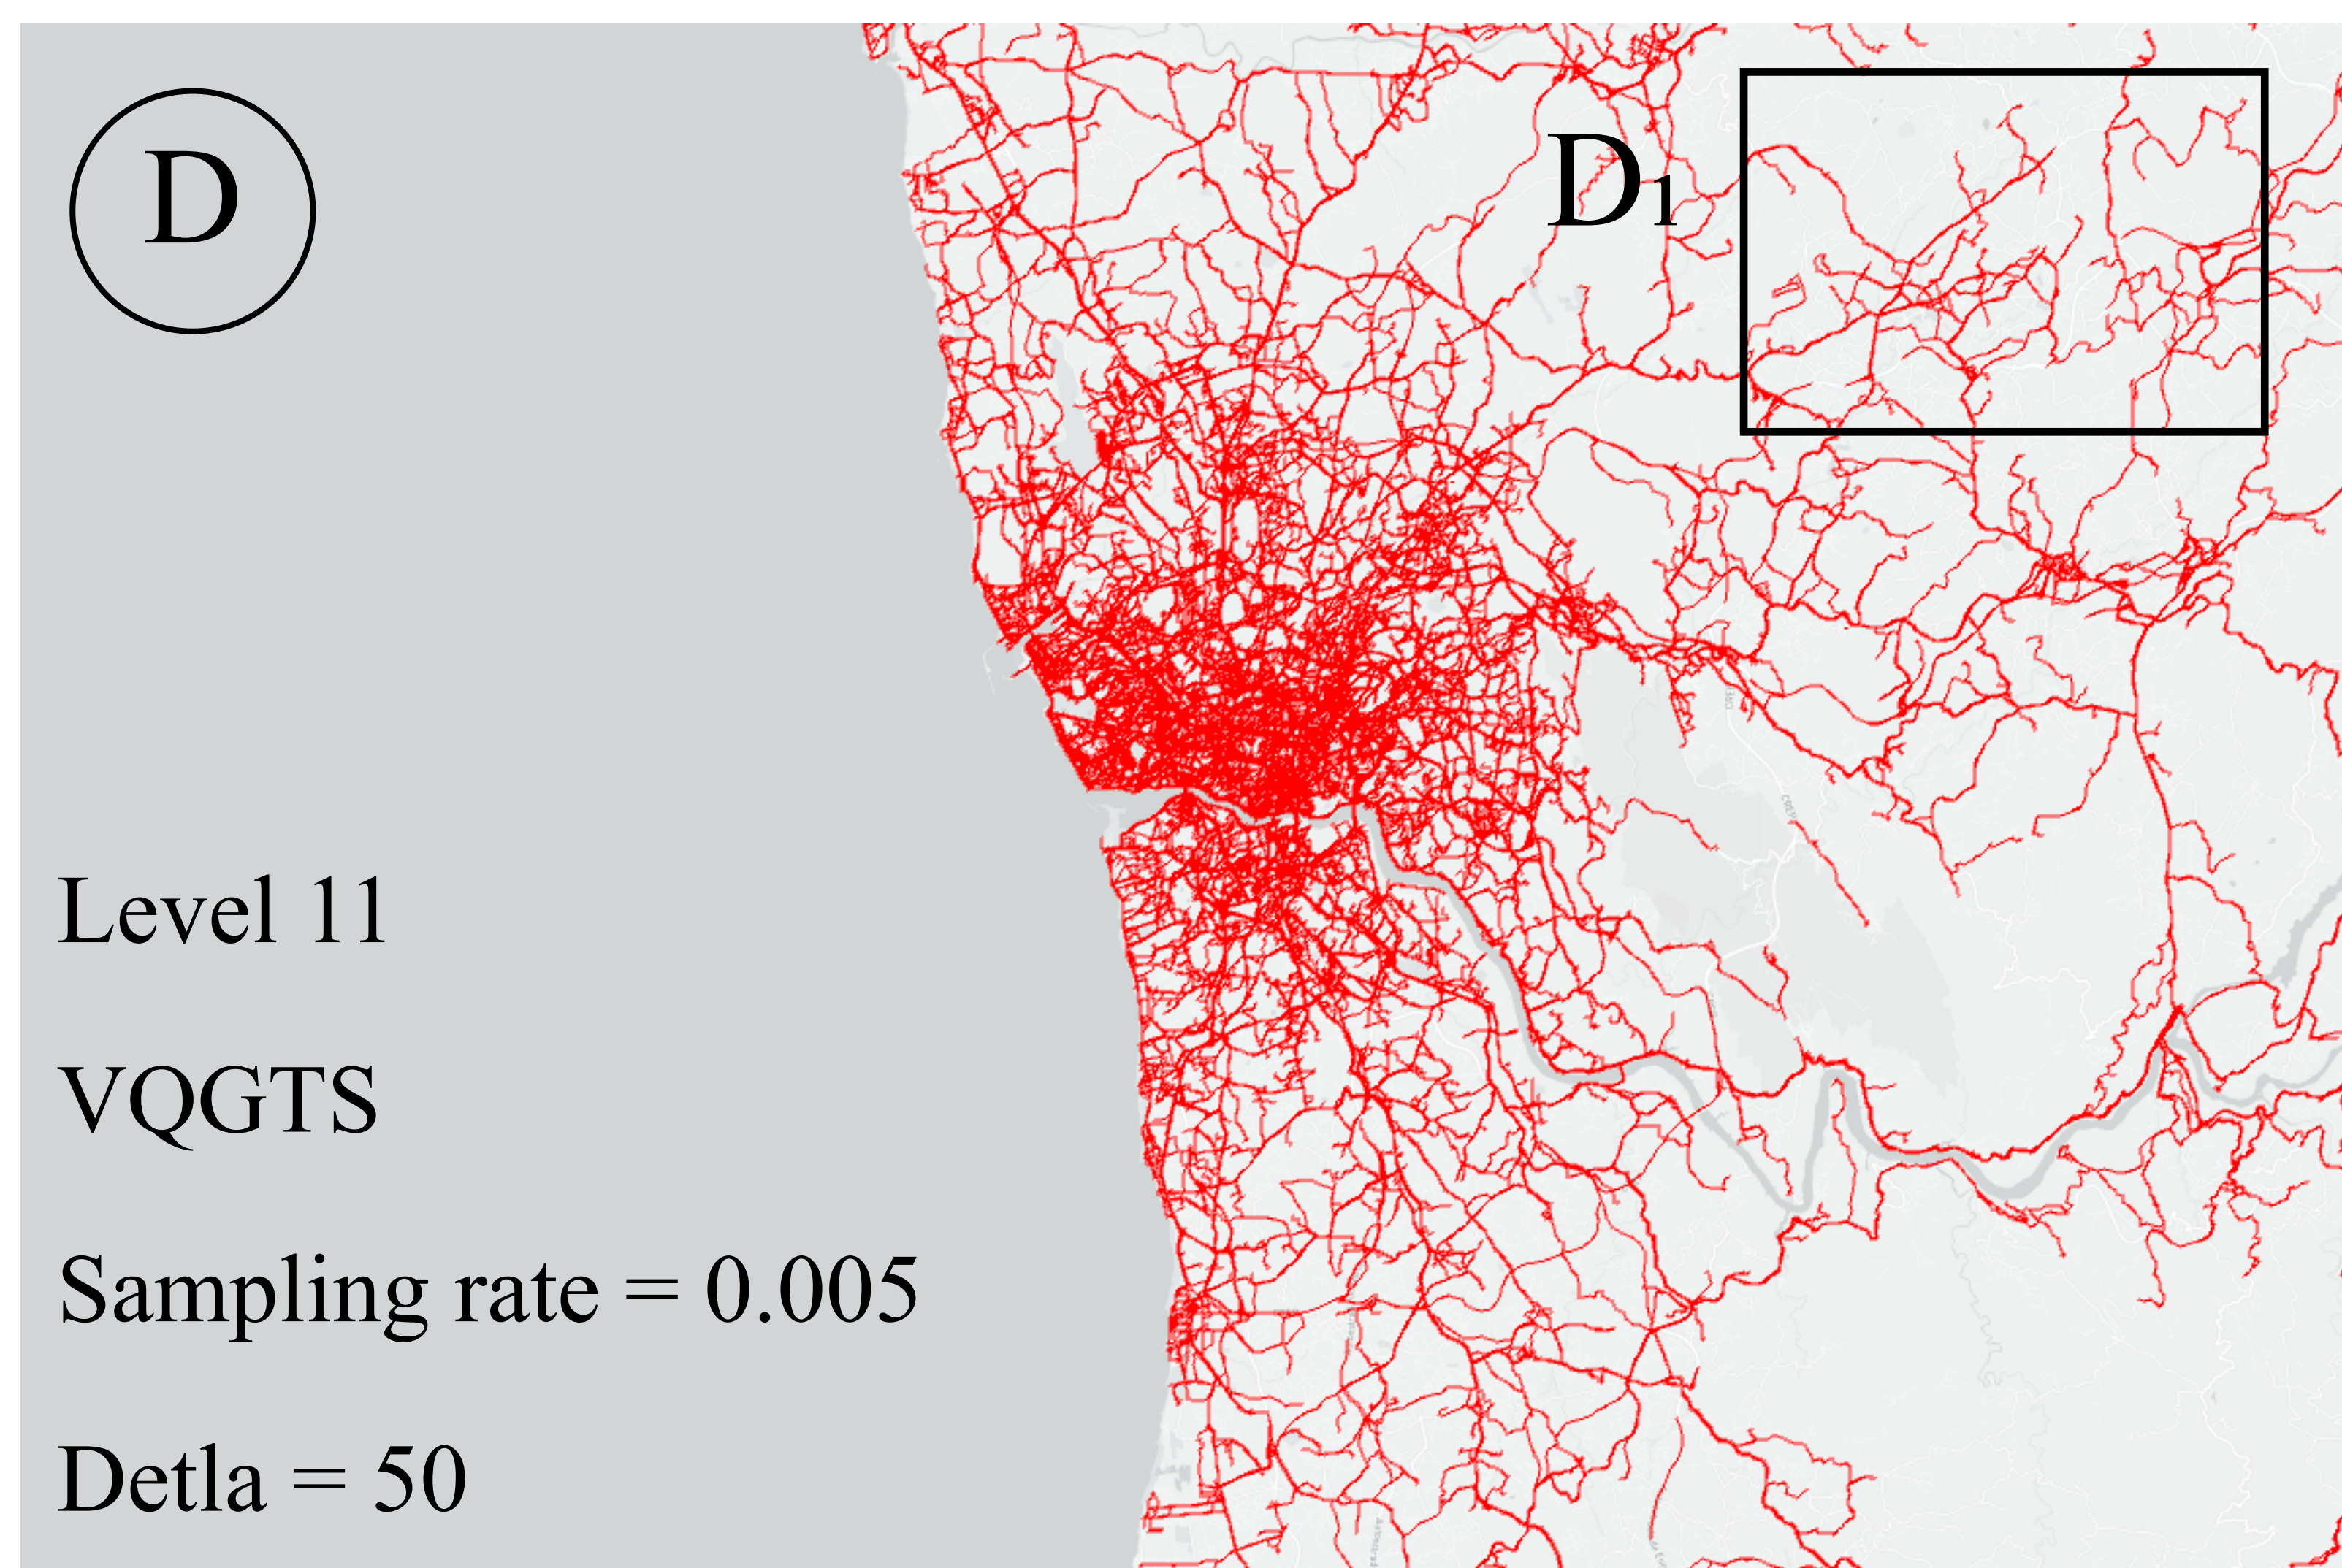 D
D1
Level 11
VQGTS
Sampling rate = 0.005
Detla = 50